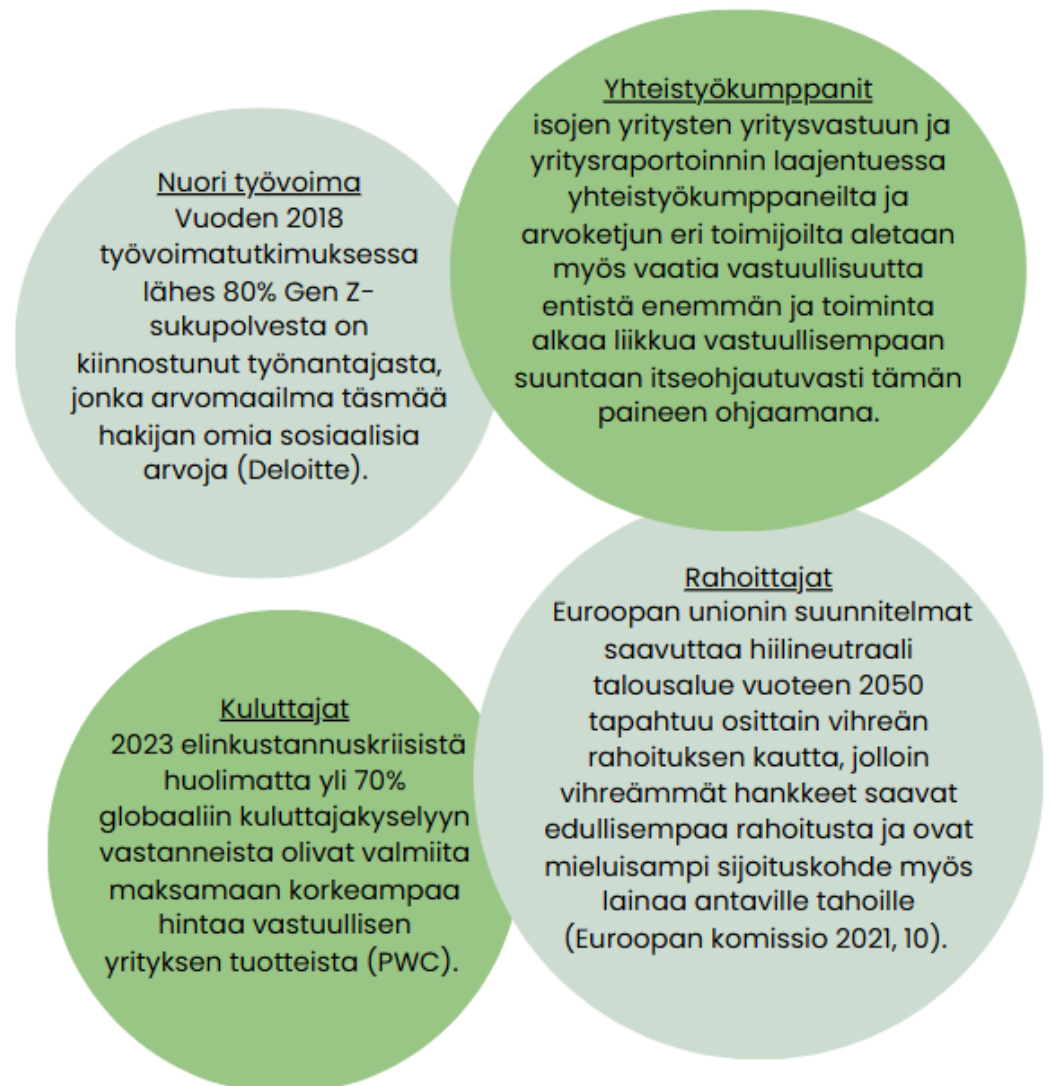 Nuori työvoima
Vuoden 2018
työvoimatutkimuksessa
lähes 80% Gen Z-
sukupolvesta on
kiinnostunut työnantajasta,
jonka arvomaailma täsmää
hakijan omia sosiaalisia
arvoja (Deloitte).
Yhteistyökumppanit
isojen yritysten yritysvastuun ja
yritysraportoinnin laajentuessa
yhteistyökumppaneilta ja
arvoketjun eri toimijoilta aletaan
myös vaatia vastuullisuutta
entistä enemmän ja toiminta
alkaa liikkua vastuullisempaan
suuntaan itseohjautuvasti tämän
paineen ohjaamana.
Kuluttajat
2023 elinkustannuskriisistä
huolimatta yli 70%
globaaliin kuluttajakyselyyn
vastanneista olivat valmiita
maksamaan korkeampaa
hintaa vastuullisen
yrityksen tuotteista (PWC).
Rahoittajat
Euroopan unionin suunnitelmat
saavuttaa hiilineutraali
talousalue vuoteen 2050
tapahtuu osittain vihreän
rahoituksen kautta, jolloin
vihreämmät hankkeet saavat
edullisempaa rahoitusta ja ovat
mieluisampi sijoituskohde myös
lainaa antaville tahoille
(Euroopan komissio 2021, 10).